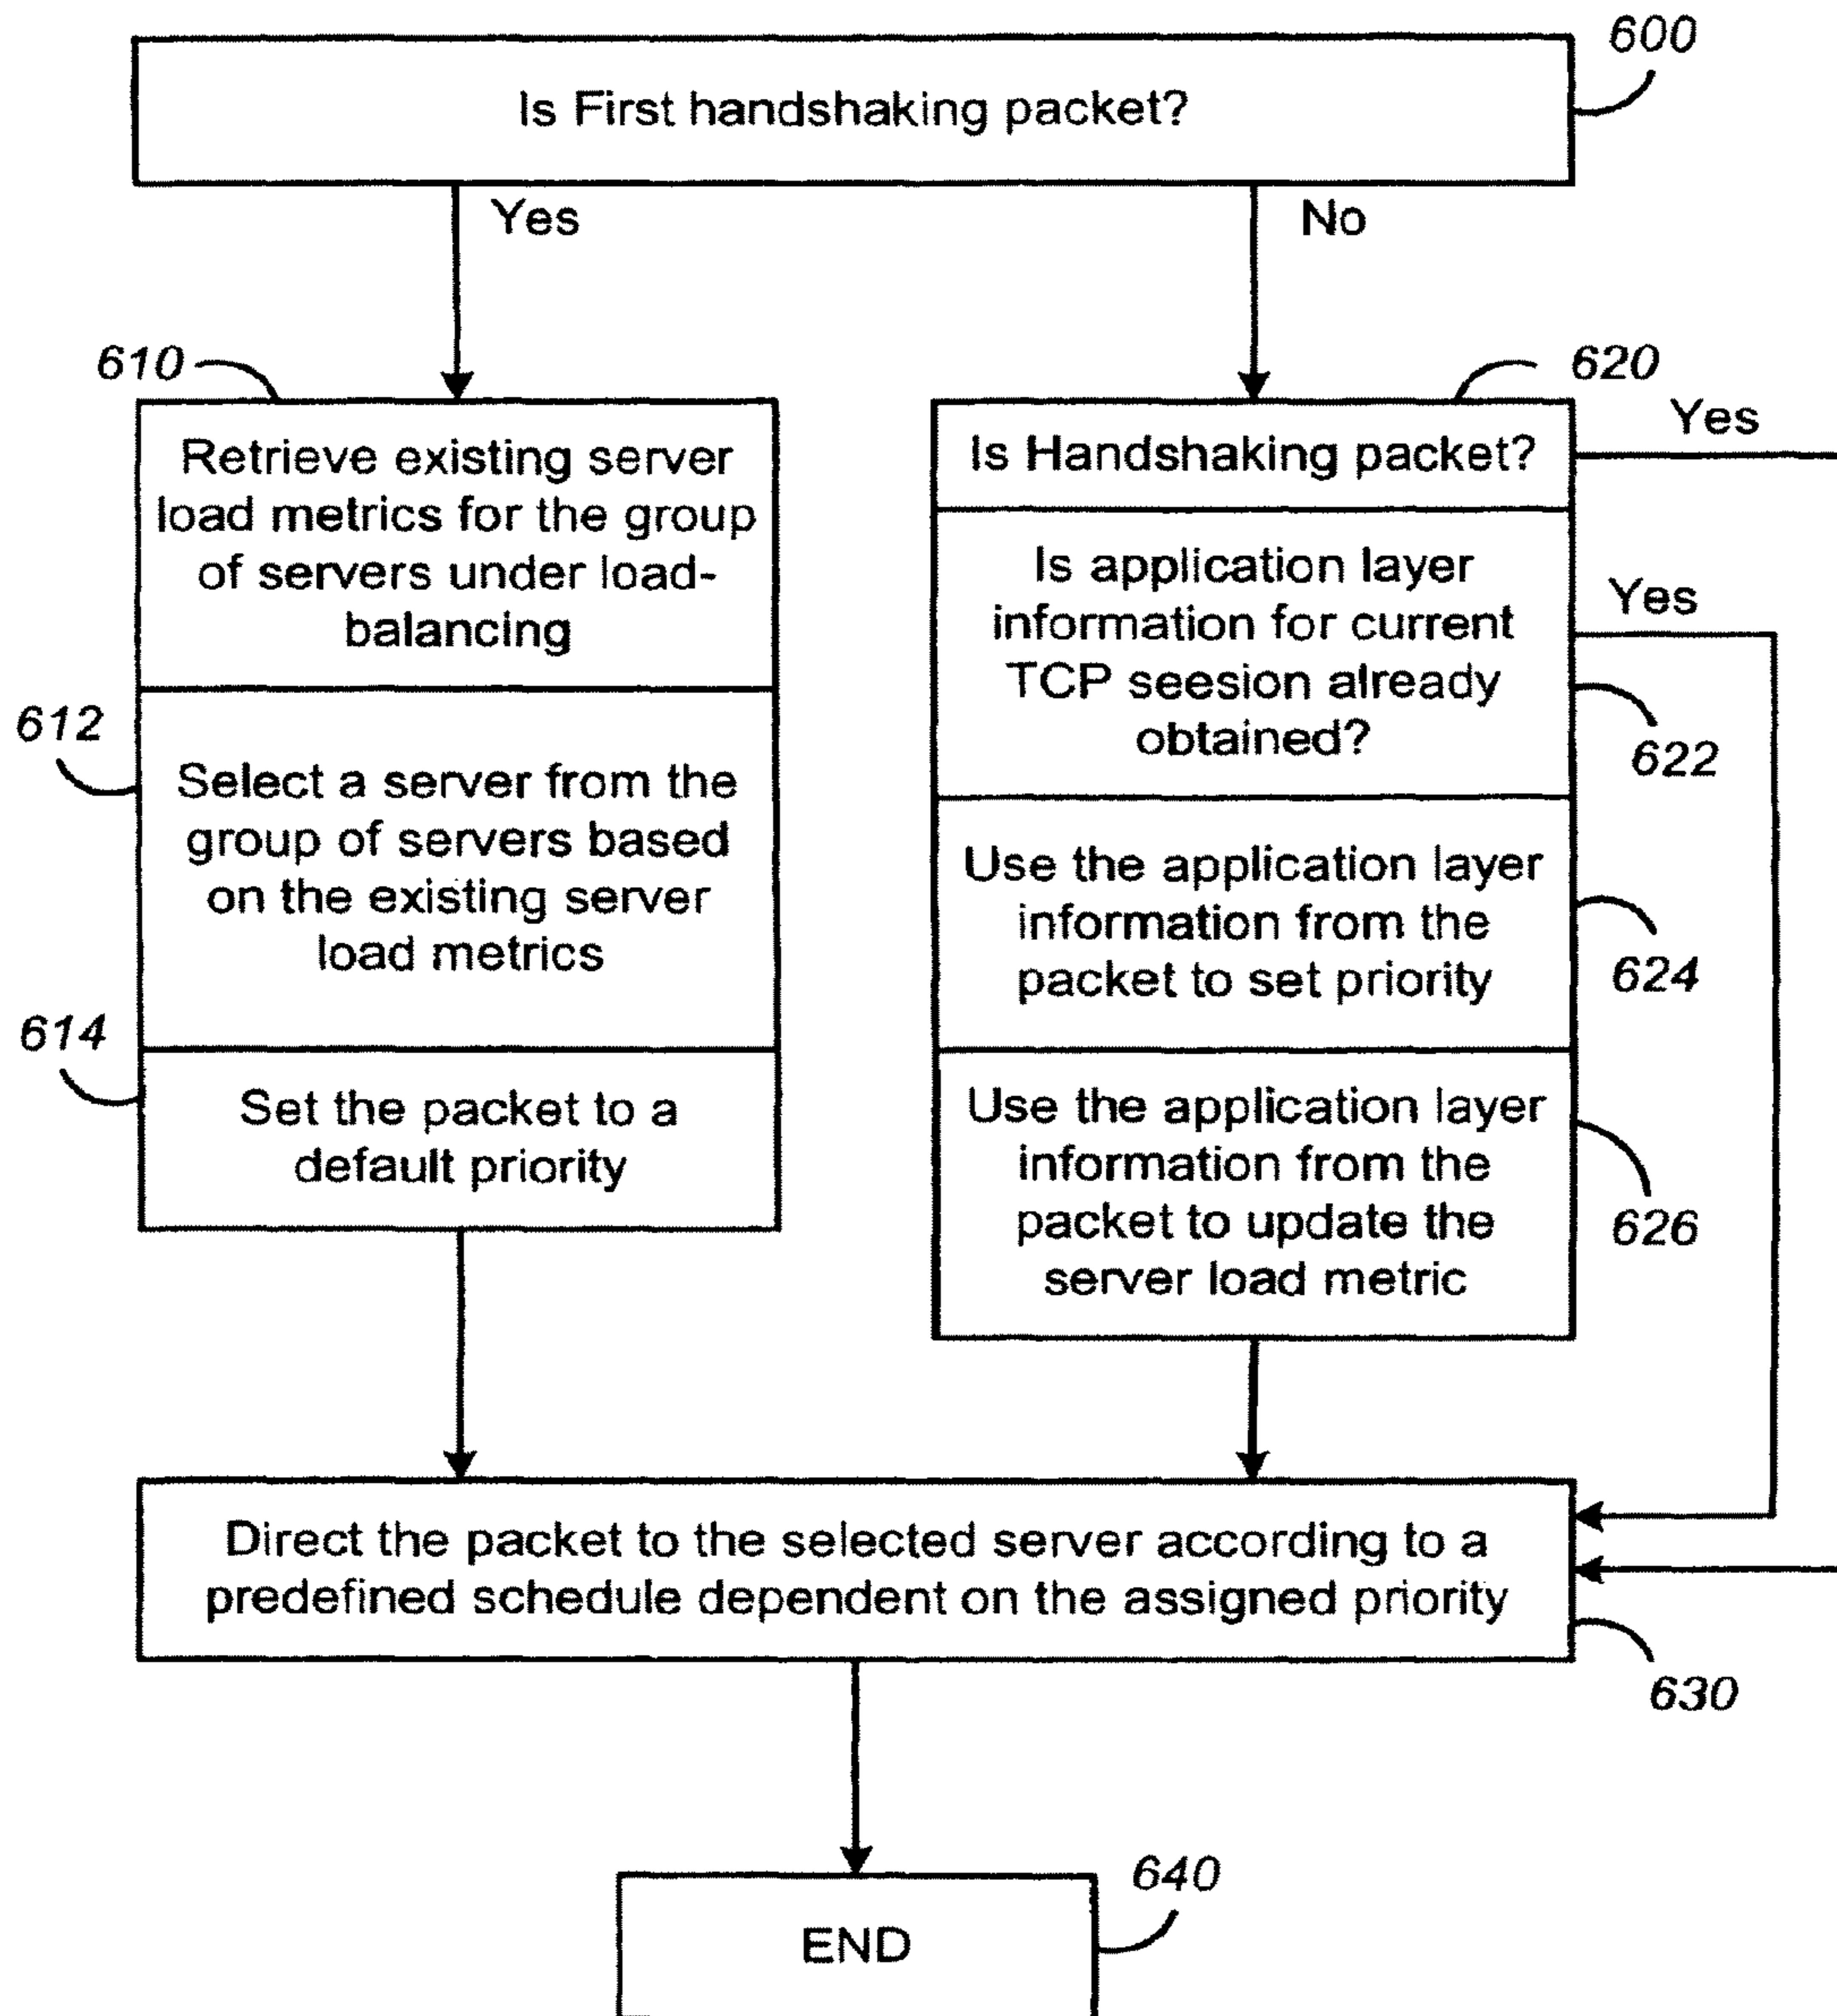 600
Is First handshaking packet?
Yes
No
610
Retrieve existing server
load metrics for the group
of servers under load-
balancing
612
Select a server from the
group of servers based
on the existing server
load metrics
614
Set the packet to a
default priority
620
Is Handshaking packet?
Yes
Is application layer
information for current
TCP seesion already
obtained?
Yes
622
Use the application layer
information from the
packet to set priority
624
Use the application layer
information from the
packet to update the
server load metric
626
Direct the packet to the selected server according to a
predefined schedule dependent on the assigned priority
630
640
END